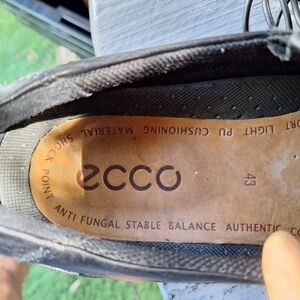 ORT LIGHT PU CUSHIONING MATERIAL SHOCK POINT ANTI FUNGAL STABLE BALANCE AUTHENTIC CO
ecco
43